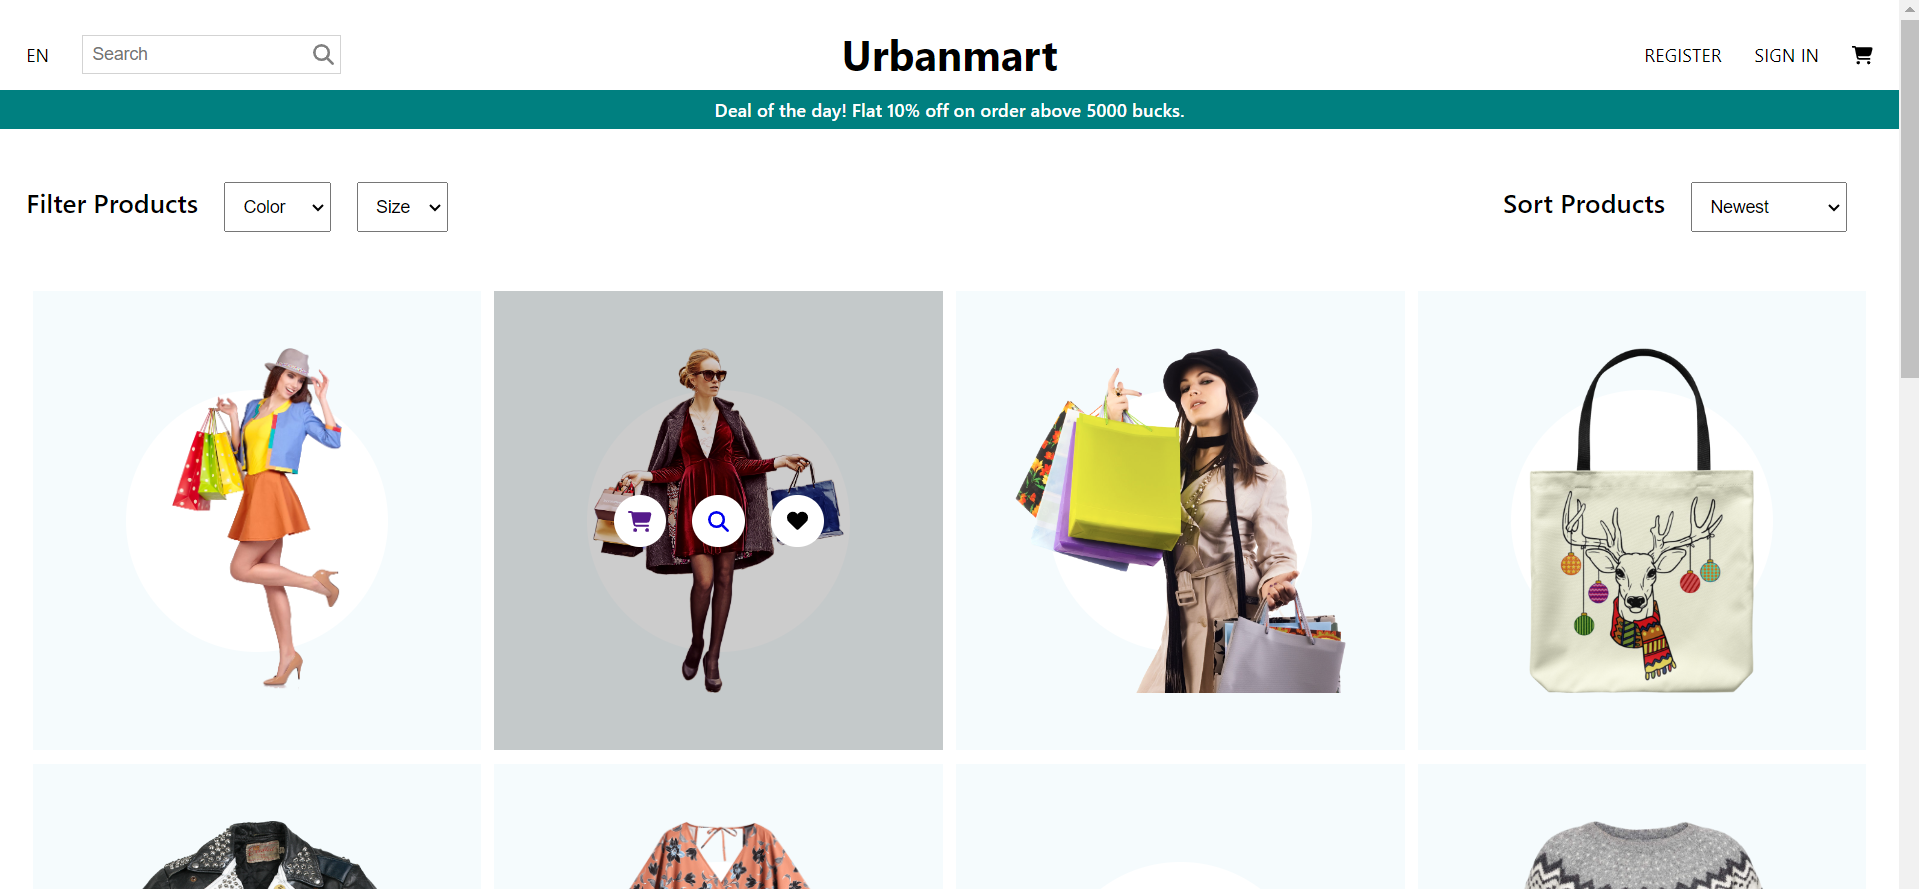 EN
Search
Urbanmart
REGISTER
SIGN IN
Deal of the day! Flat 10% off on order above 5000 bucks.
Filter Products
Color
Size
Sort Products
Newest